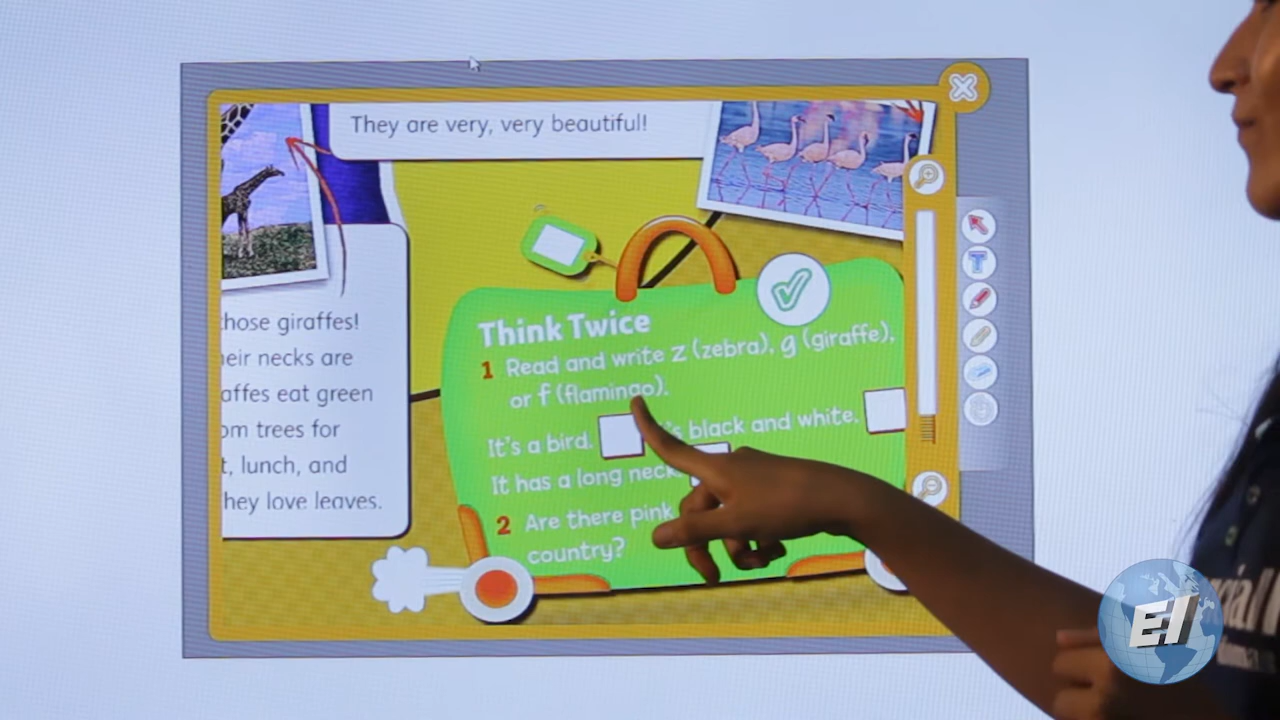 They are very, very beautiful!
those giraffes!
their necks are
affes eat green
om trees for
t, lunch, and
hey love leaves.
Think Twice
1 Read and write z (zebra), g (giraffe),
or f (flamingo).
It's a bird. 's black and white.
It has a long neck.
2 Are there pink
country?
T
EI